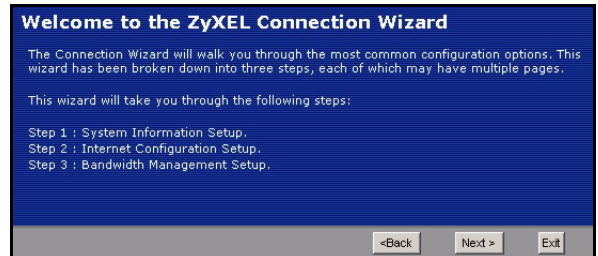 Welcome to the ZyXEL Connection Wizard
The Connection Wizard will walk you through the most common configuration options. This
wizard has been broken down into three steps, each of which may have multiple pages.
This wizard will take you through the following steps:
Step 1 : System Information Setup.
Step 2 : Internet Configuration Setup.
Step 3 : Bandwidth Management Setup.
<Back Next > Exit